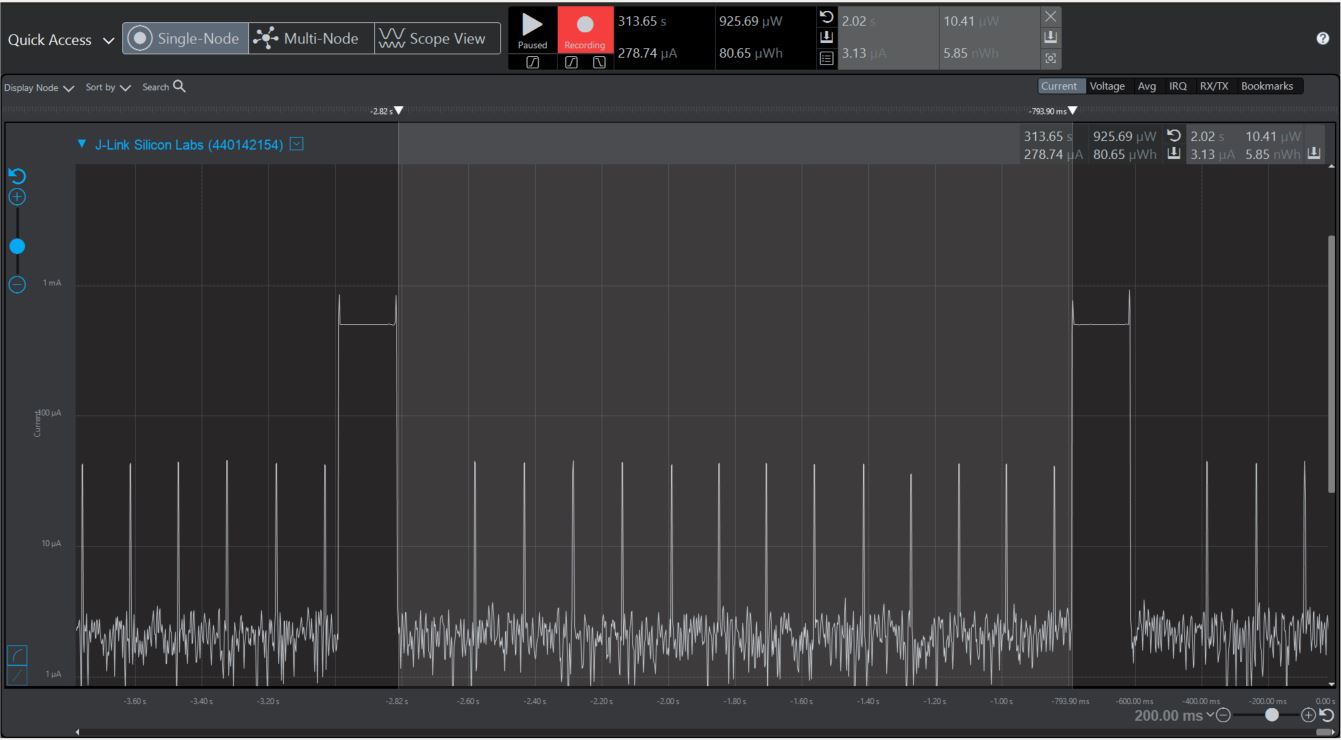 Quick Access Single-Node Multi-Node Scope View
Paused Recording
313.65 s 925.69 µW 2.02 s 10.41 µW
278.74 µA 80.65 µWh 3.13 µA 5.85 nWh
Display Node Sort by Search Current Voltage Avg IRQ RX/TX Bookmarks
-2.82 s -793.90 ms
J-Link Silicon Labs (440142154)
313.65 s 925.69 µW 2.02 s 10.41 µW
278.74 µA 80.65 µWh 3.13 µA 5.85 nWh
1 mA
100 µA
Current
10 µA
1 µA
-3.60 s -3.40 s -3.20 s -2.82 s -2.60 s -2.40 s -2.20 s -2.00 s -1.80 s -1.60 s -1.40 s -1.20 s -1.00 s -793.90 ms -600.00 ms -400.00 ms -200.00 ms 0.00 s
200.00 ms